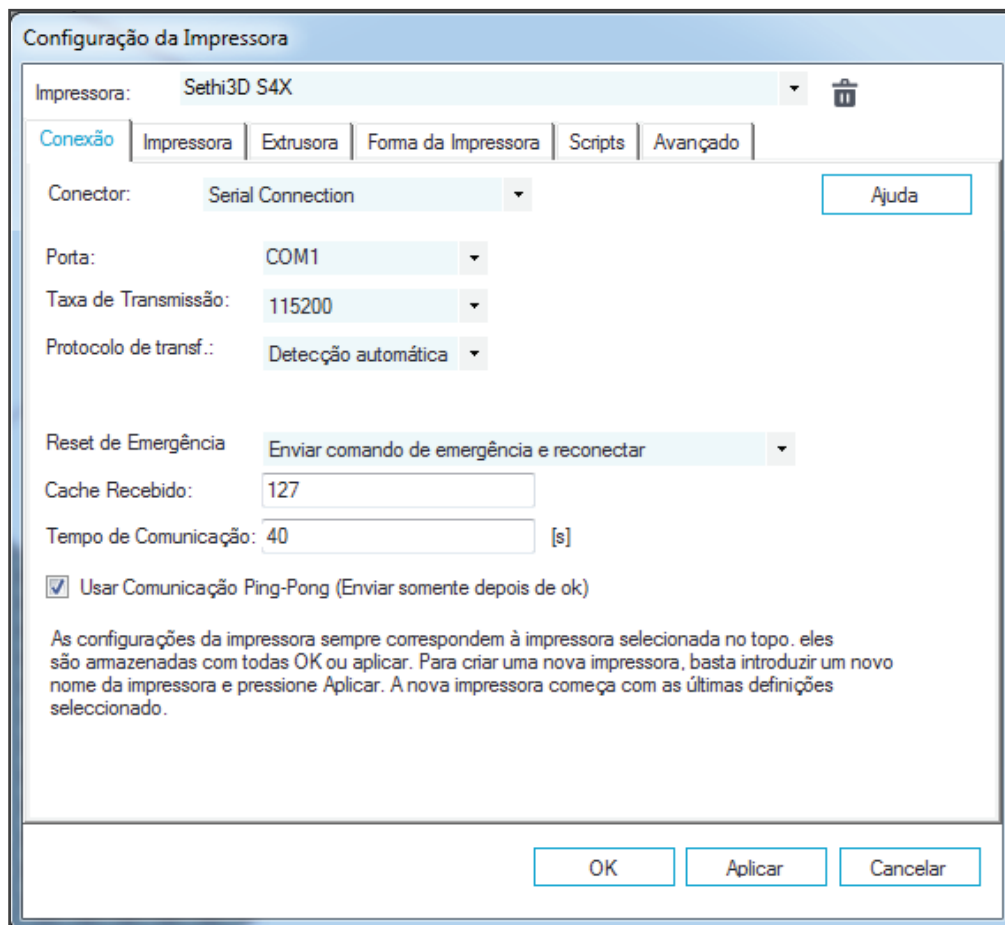 Configuração da Impressora
Impressora: Sethi3D S4X
Conexão Impressora Extrusora Forma da Impressora Scripts Avançado
Conector: Serial Connection Ajuda
Porta: COM1
Taxa de Transmissão: 115200
Protocolo de transf.: Detecção automática
Reset de Emergência Enviar comando de emergência e reconectar
Cache Recebido: 127
Tempo de Comunicação: 40 [s]
Usar Comunicação Ping-Pong (Enviar somente depois de ok)
As configurações da impressora sempre correspondem à impressora selecionada no topo. eles
são armazenadas com todas OK ou aplicar. Para criar uma nova impressora, basta introduzir um novo
nome da impressora e pressione Aplicar. A nova impressora começa com as últimas definições
seleccionado.
OK Aplicar Cancelar